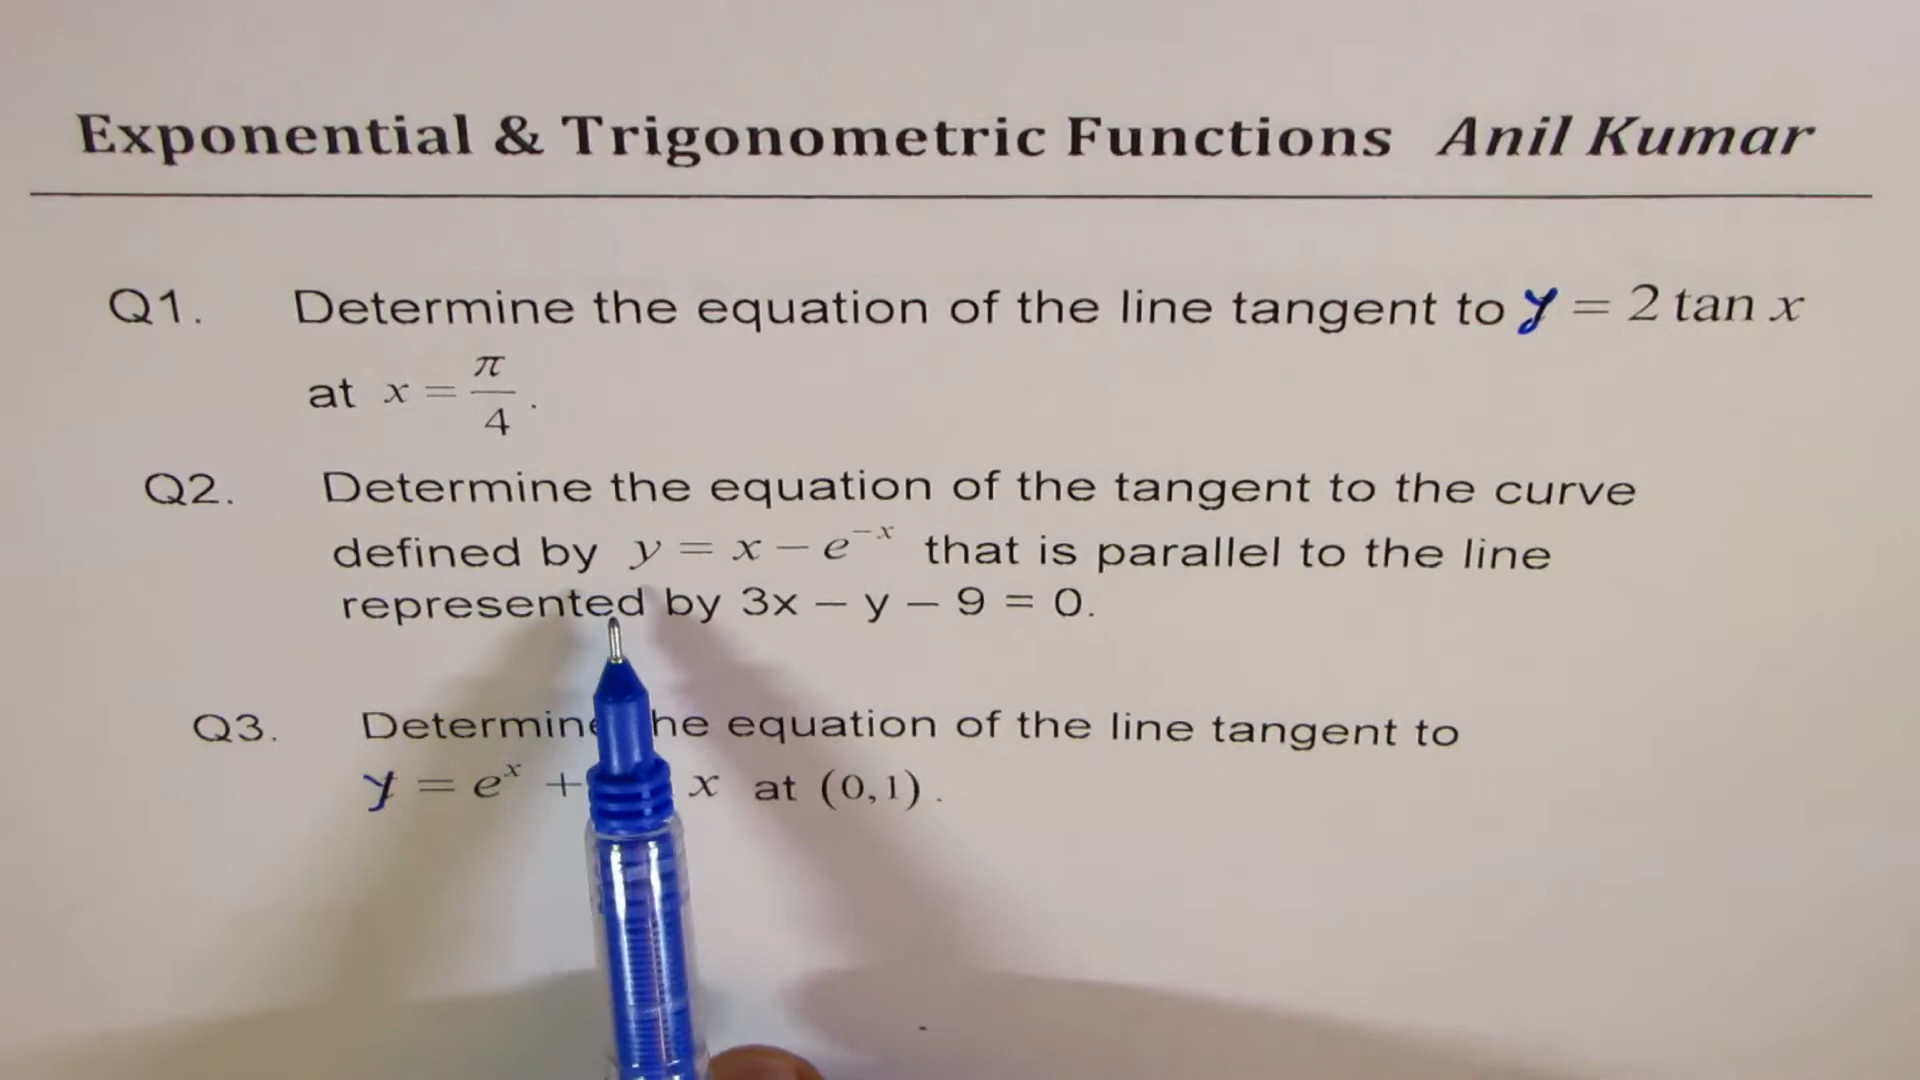 Exponential & Trigonometric Functions Anil Kumar
Q1. Determine the equation of the line tangent to y = 2 tan x
at x = π/4 .
Q2. Determine the equation of the tangent to the curve
defined by y = x − e^{−x} that is parallel to the line
represented by 3x − y − 9 = 0.
Q3. Determine the equation of the line tangent to
y = e^x + x at (0,1) .